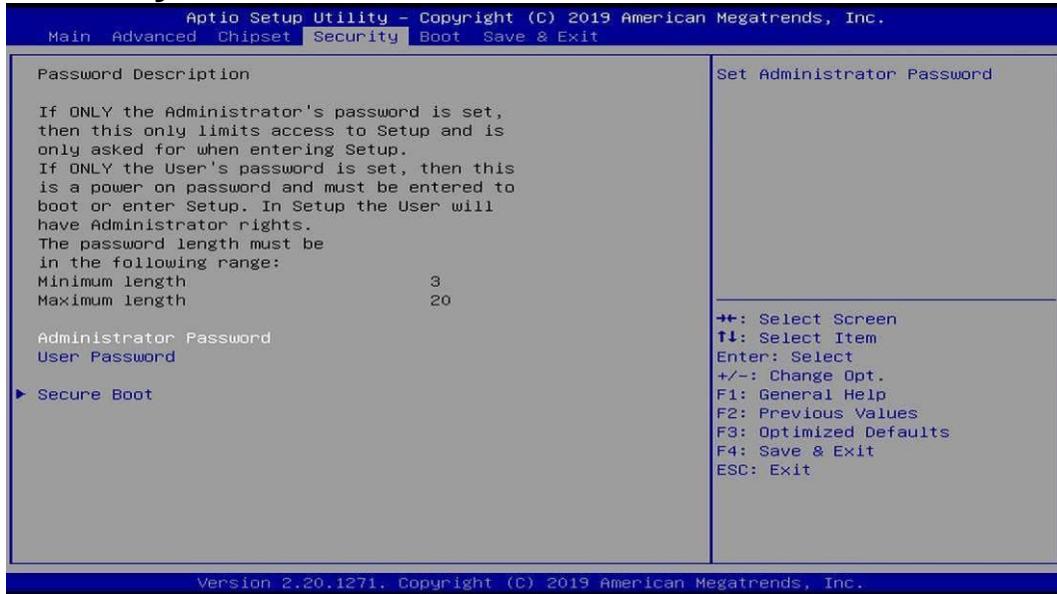 Aptio Setup Utility – Copyright (C) 2019 American Megatrends, Inc.
Main Advanced Chipset Security Boot Save & Exit
Password Description
If ONLY the Administrator's password is set,
then this only limits access to Setup and is
only asked for when entering Setup.
If ONLY the User's password is set, then this
is a power on password and must be entered to
boot or enter Setup. In Setup the User will
have Administrator rights.
The password length must be
in the following range:
Minimum length 3
Maximum length 20
Administrator Password
User Password
Secure Boot
Set Administrator Password
→←: Select Screen
↑↓: Select Item
Enter: Select
+/-: Change Opt.
F1: General Help
F2: Previous Values
F3: Optimized Defaults
F4: Save & Exit
ESC: Exit
Version 2.20.1271. Copyright (C) 2019 American Megatrends, Inc.